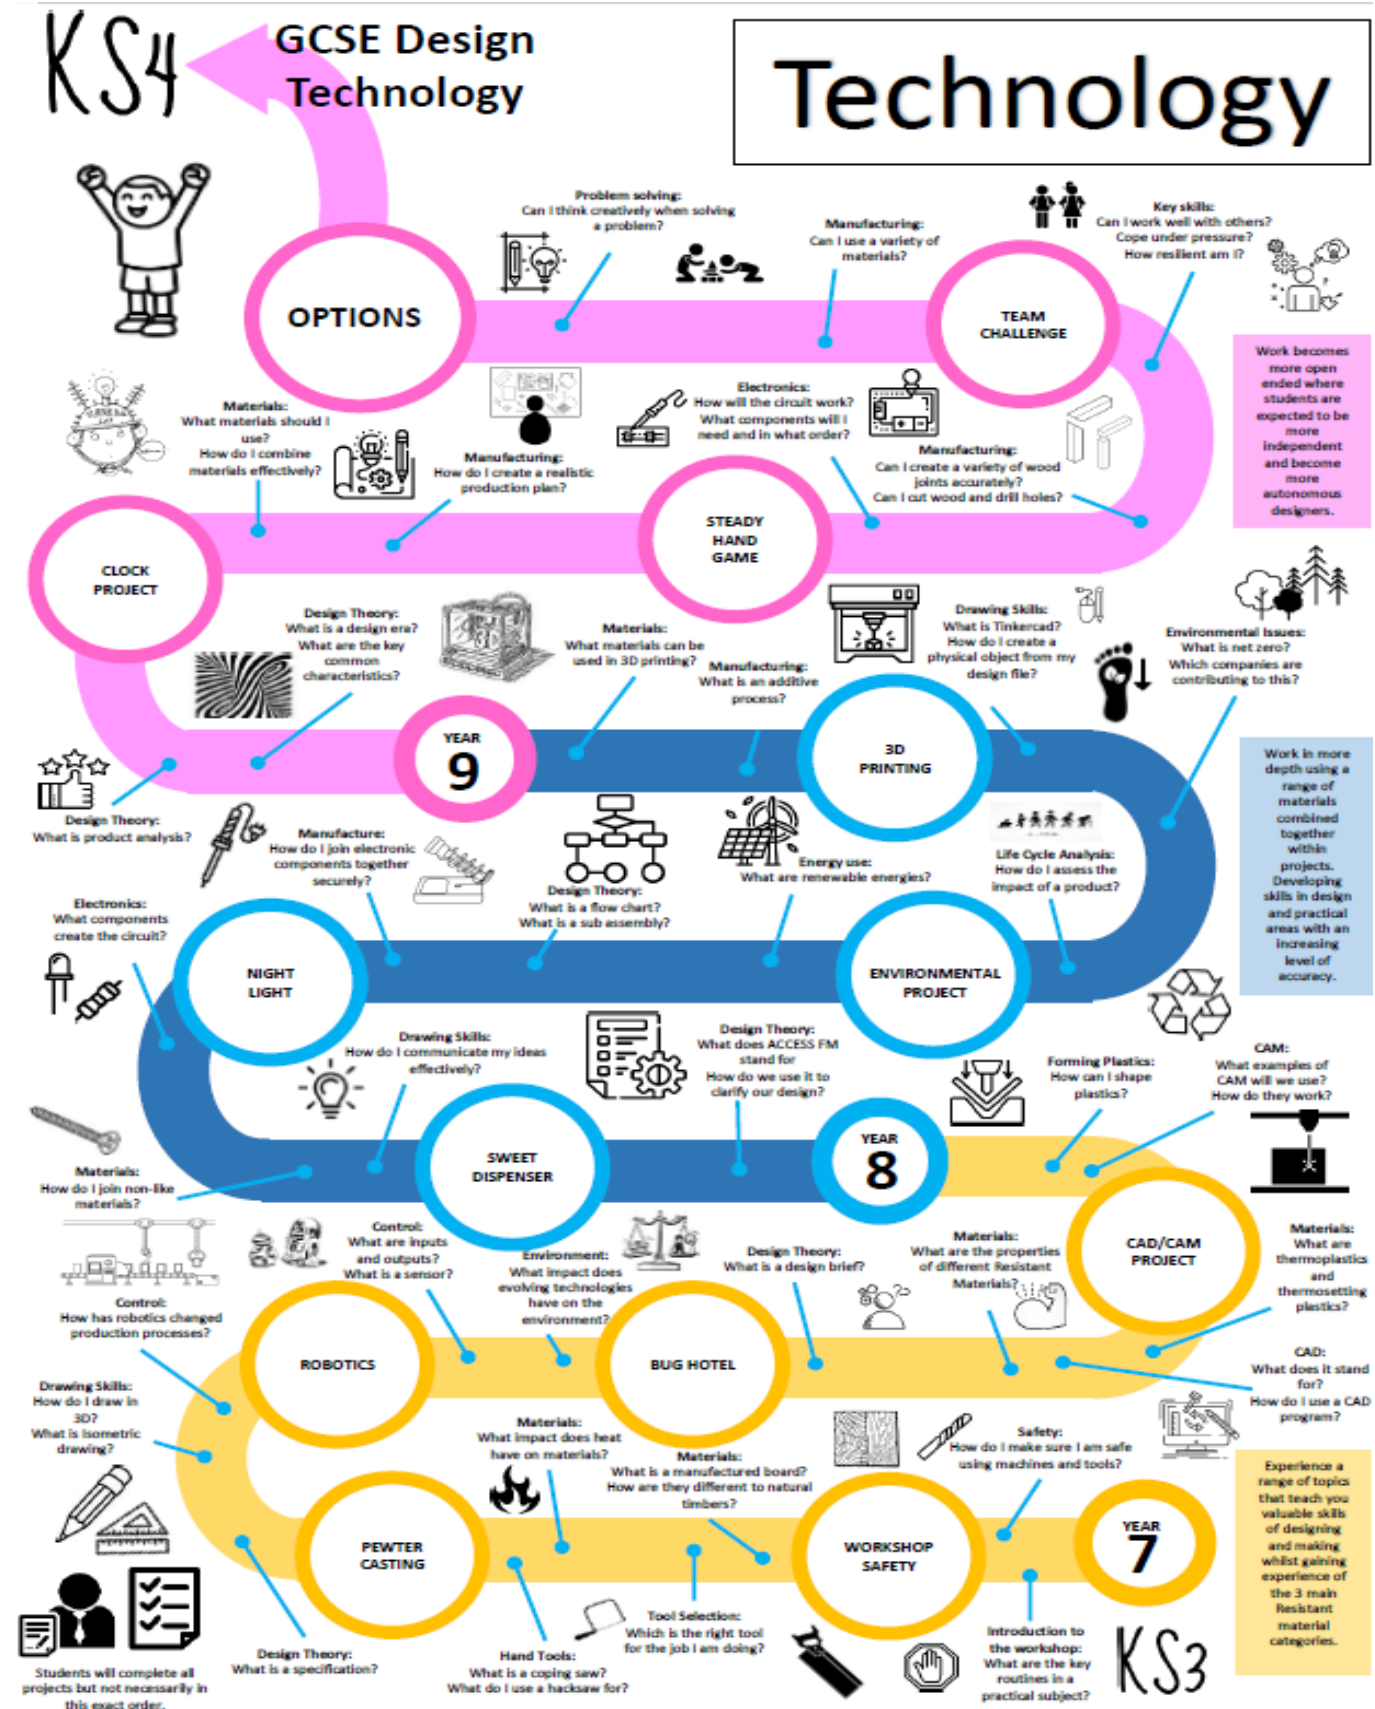 KS4
GCSE Design
Technology
Technology
Problem solving:
Can I think creatively when solving
a problem?
Manufacturing:
Can I use a variety of
materials?
Key skills:
Can I work well with others?
Cope under pressure?
How resilient am I?
OPTIONS
TEAM
CHALLENGE
Work becomes
more open
ended where
students are
expected to be
more
independent
and become
more
autonomous
designers.
Materials:
What materials should I
use?
How do I combine
materials effectively?
Manufacturing:
How do I create a realistic
production plan?
Electronics:
How will the circuit work?
What components will I
need and in what order?
Manufacturing:
Can I create a variety of wood
joints accurately?
Can I cut wood and drill holes?
CLOCK
PROJECT
STEADY
HAND
GAME
Design Theory:
What is a design era?
What are the key
common
characteristics?
Materials:
What materials can be
used in 3D printing?
Manufacturing:
What is an additive
process?
Drawing Skills:
What is Tinkercad?
How do I create a
physical object from my
design file?
Environmental Issues:
What is net zero?
Which companies are
contributing to this?
YEAR
9
3D
PRINTING
Work in more
depth using a
range of
materials
combined
together
within
projects.
Developing
skills in design
and practical
areas with an
increasing
level of
accuracy.
Design Theory:
What is product analysis?
Manufacture:
How do I join electronic
components together
securely?
Design Theory:
What is a flow chart?
What is a sub assembly?
Energy use:
What are renewable energies?
Life Cycle Analysis:
How do I assess the
impact of a product?
Electronics:
What components
create the circuit?
NIGHT
LIGHT
ENVIRONMENTAL
PROJECT
Drawing Skills:
How do I communicate my ideas
effectively?
Design Theory:
What does ACCESS FM
stand for
How do we use it to
clarify our design?
Forming Plastics:
How can I shape
plastics?
CAM:
What examples of
CAM will we use?
How do they work?
Materials:
How do I join non-like
materials?
SWEET
DISPENSER
YEAR
8
Control:
What are inputs
and outputs?
What is a sensor?
Environment:
What impact does
evolving technologies
have on the
environment?
Design Theory:
What is a design brief?
Materials:
What are the properties
of different Resistant
Materials?
CAD/CAM
PROJECT
Materials:
What are
thermoplastics
and
thermosetting
plastics?
Control:
How has robotics changed
production processes?
ROBOTICS
BUG HOTEL
CAD:
What does it stand
for?
How do I use a CAD
program?
Drawing Skills:
How do I draw in
3D?
What is Isometric
drawing?
Materials:
What impact does heat
have on materials?
Materials:
What is a manufactured board?
How are they different to natural
timbers?
Safety:
How do I make sure I am safe
using machines and tools?
Experience a
range of topics
that teach you
valuable skills
of designing
and making
whilst gaining
experience of
the 3 main
Resistant
material
categories.
PEWTER
CASTING
WORKSHOP
SAFETY
YEAR
7
Design Theory:
What is a specification?
Hand Tools:
What is a coping saw?
What do I use a hacksaw for?
Tool Selection:
Which is the right tool
for the job I am doing?
Introduction to
the workshop:
What are the key
routines in a
practical subject?
KS3
Students will complete all
projects but not necessarily in
this exact order.